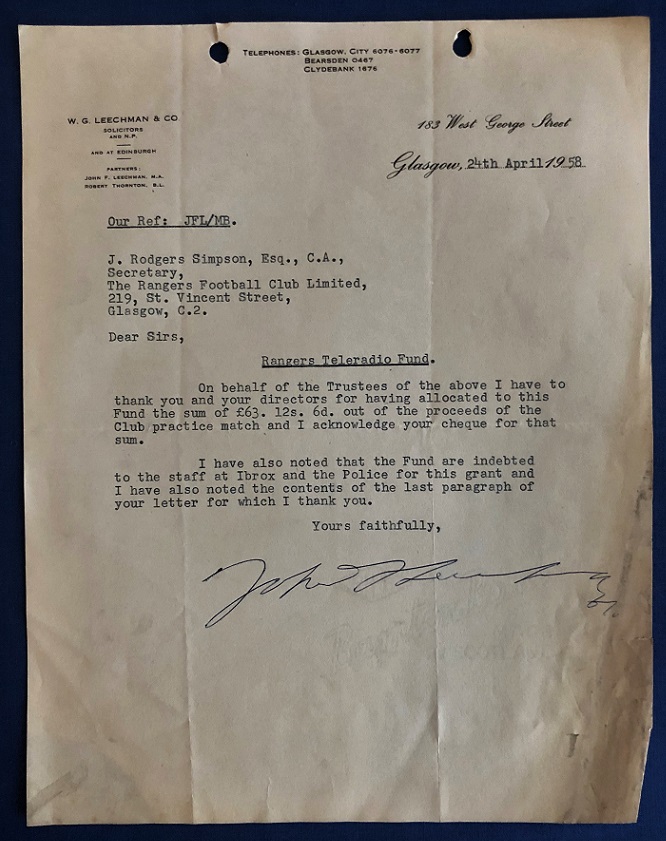 TELEPHONES: GLASGOW, CITY 6076-6077
BEARSDEN 0467
CLYDEBANK 1676
W. G. LEECHMAN & CO
SOLICITORS
AND N.P.
AND AT EDINBURGH
PARTNERS:
JOHN F. LEECHMAN, M.A.
ROBERT THORNTON, B.L.
183 West George Street
Glasgow, 24th April 1958.
Our Ref: JFL/MB.
J. Rodgers Simpson, Esq., C.A.,
Secretary,
The Rangers Football Club Limited,
219, St. Vincent Street,
Glasgow, C.2.
Dear Sirs,
Rangers Teleradio Fund.
On behalf of the Trustees of the above I have to
thank you and your directors for having allocated to this
Fund the sum of £63. 12s. 6d. out of the proceeds of the
Club practice match and I acknowledge your cheque for that
sum.
I have also noted that the Fund are indebted
to the staff at Ibrox and the Police for this grant and
I have also noted the contents of the last paragraph of
your letter for which I thank you.
Yours faithfully,
John F Leechman